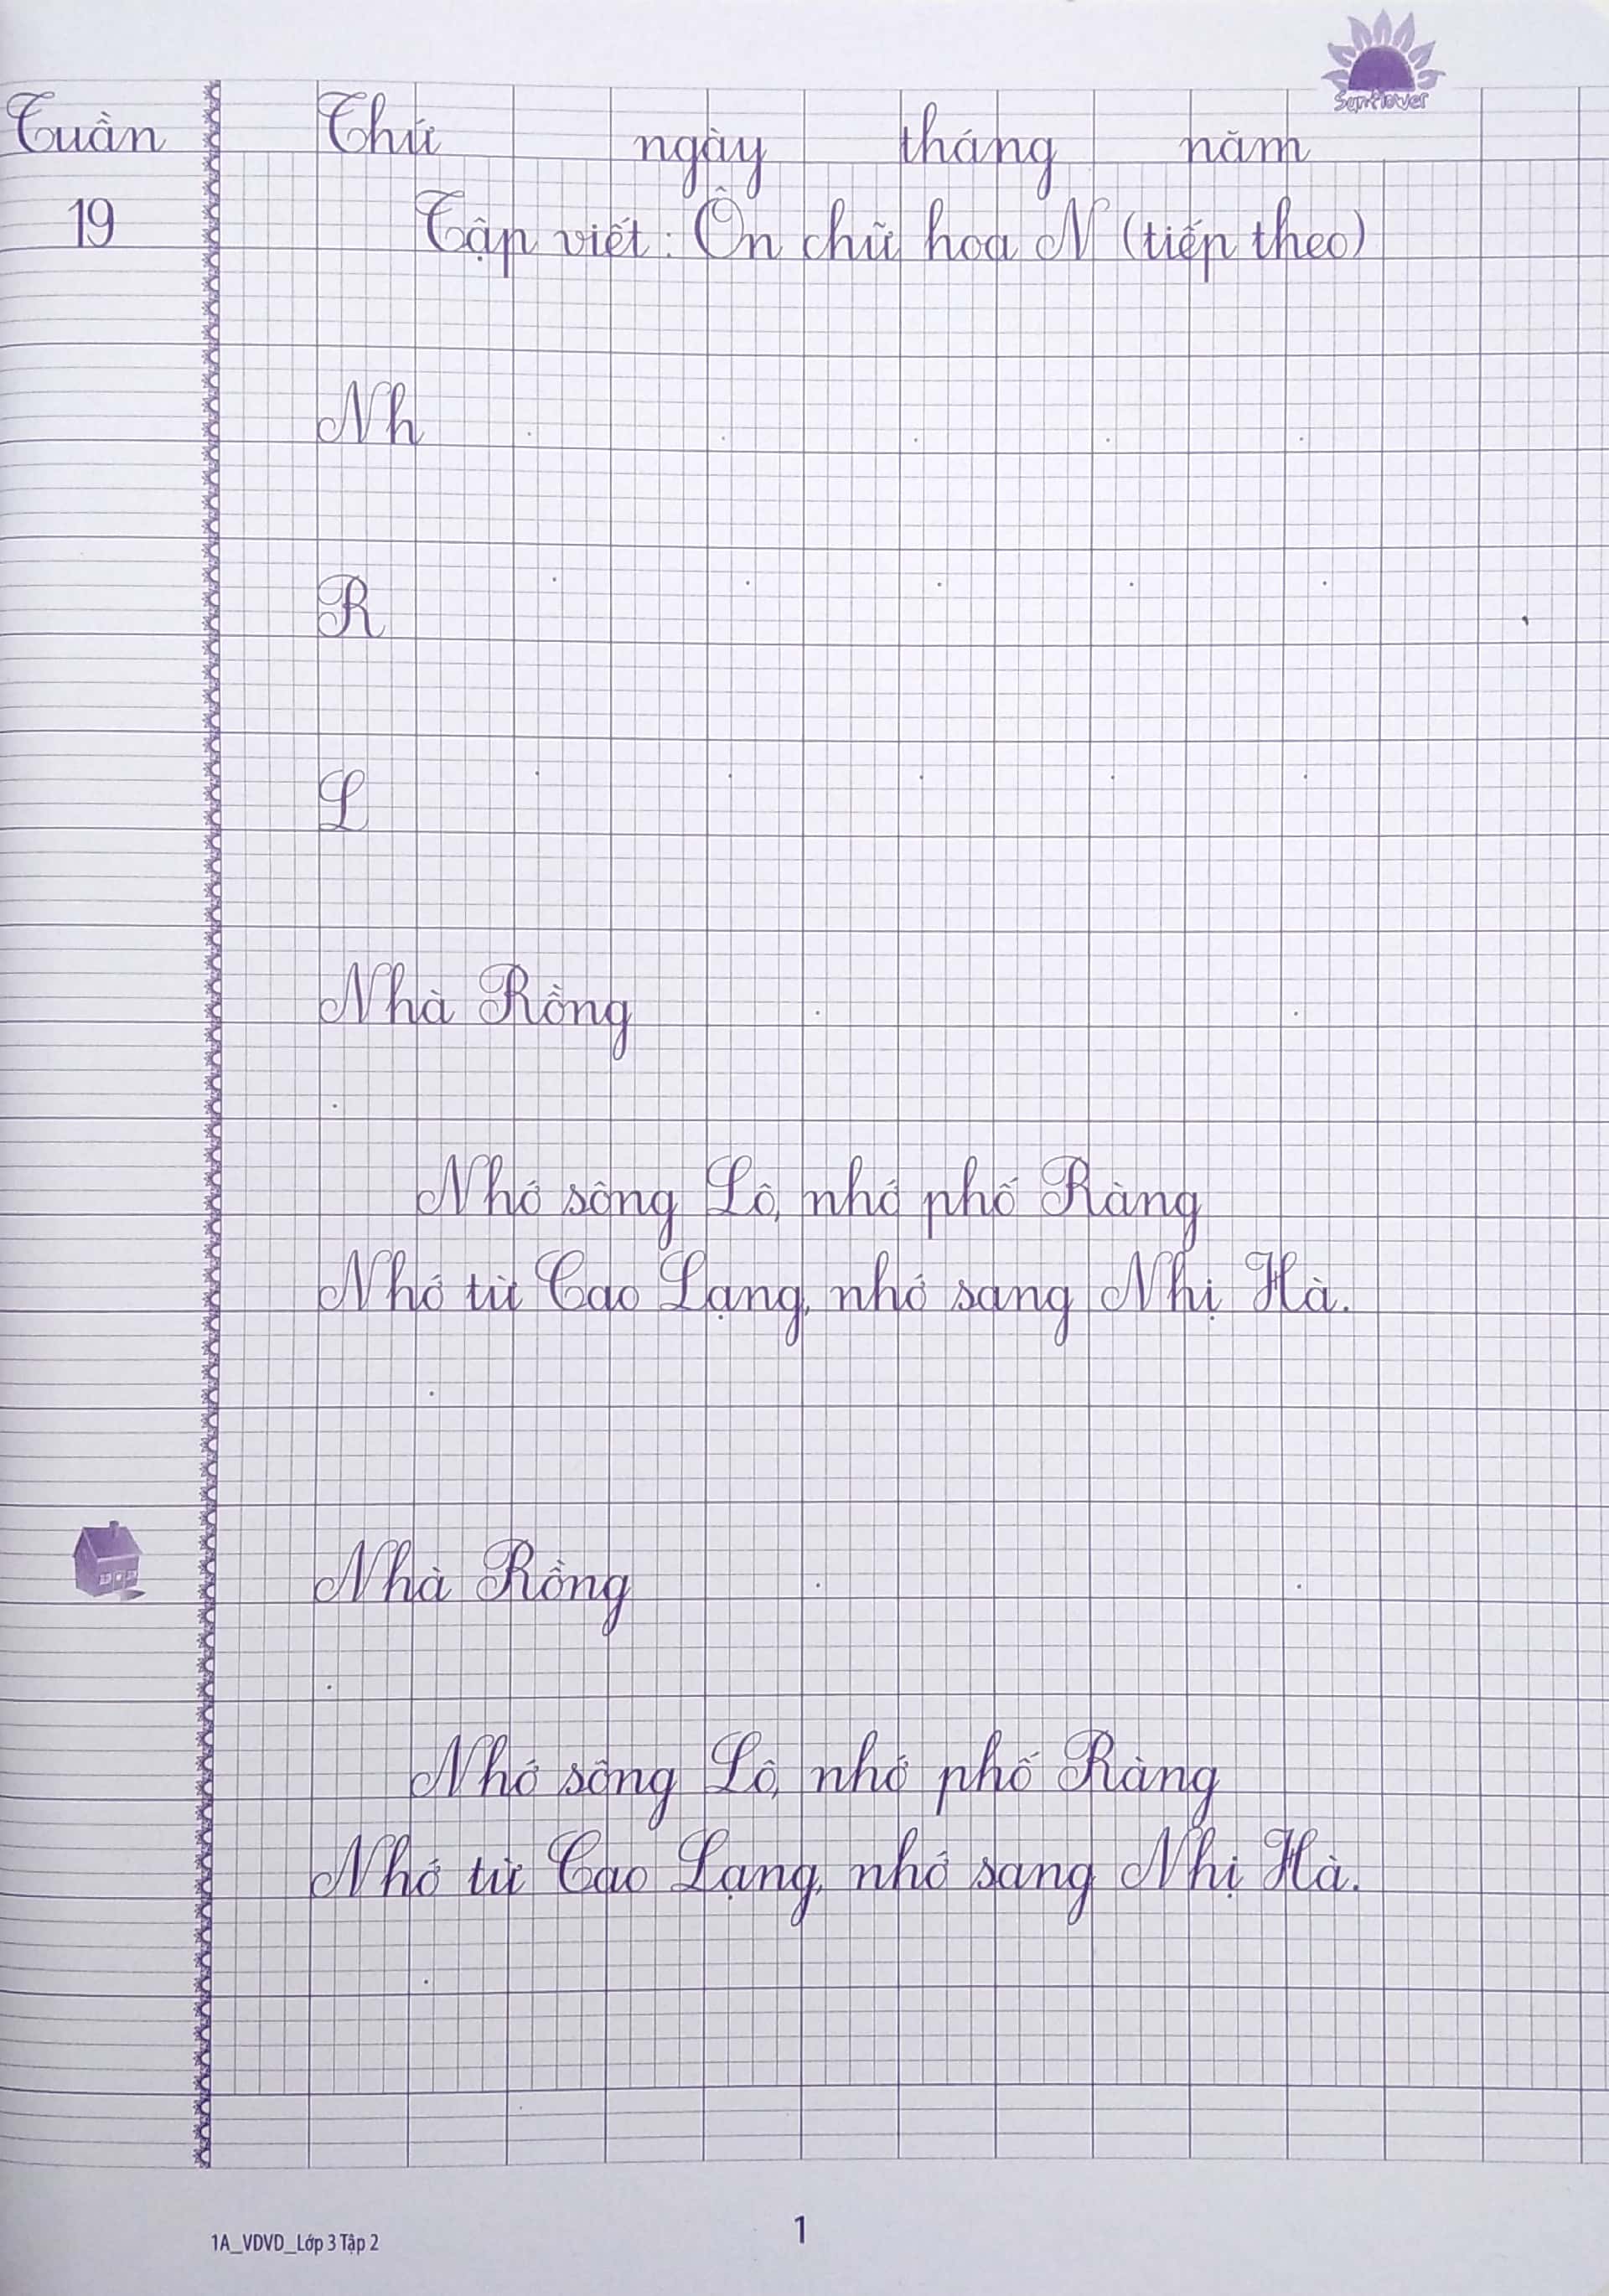 Sunflower
Tuần Thứ ngày tháng năm
19 Tập viết: Ôn chữ hoa N (tiếp theo)
Nh
R
L
Nhà Rồng
Nhớ sông Lô, nhớ phố Ràng
Nhớ từ Cao Lạng, nhớ sang Nhị Hà.
Nhà Rồng
Nhớ sông Lô, nhớ phố Ràng
Nhớ từ Cao Lạng, nhớ sang Nhị Hà.
1A_VDVD_Lớp 3 Tập 2
1